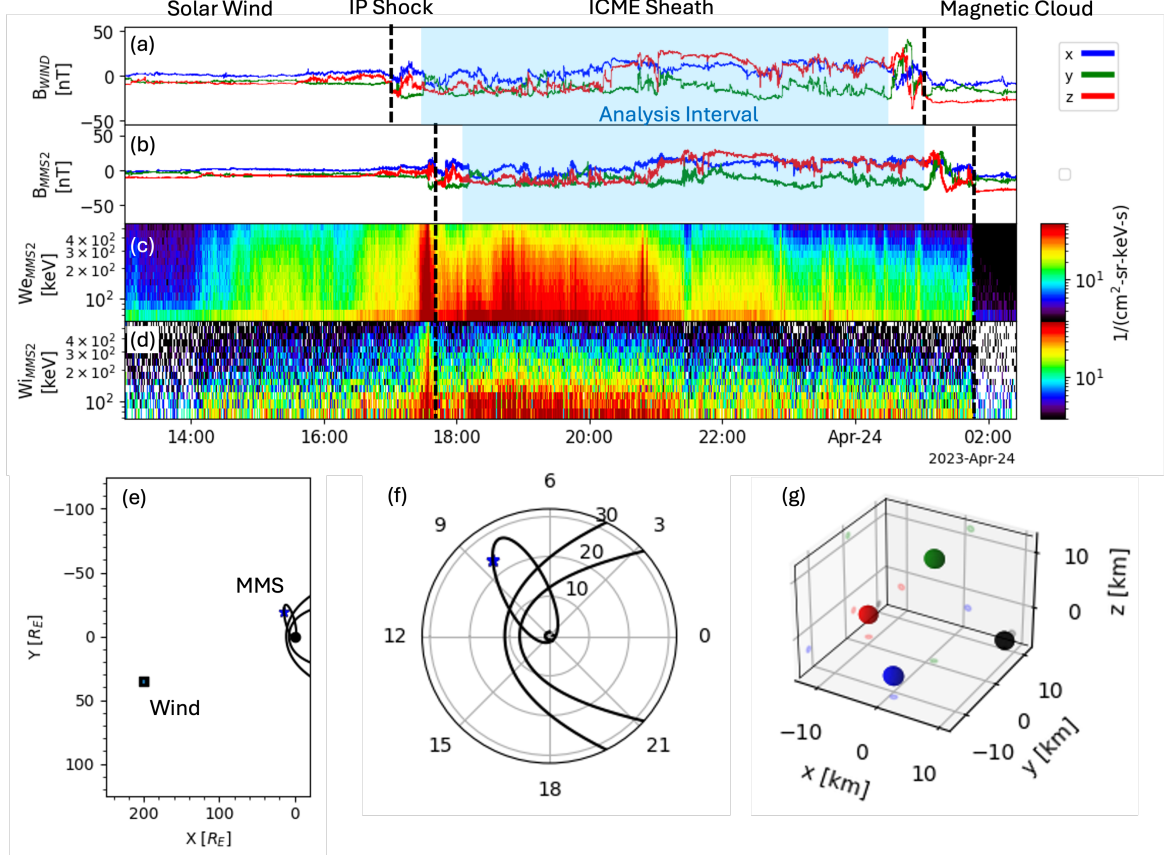 Solar Wind IP Shock ICME Sheath Magnetic Cloud
50
(a)
0
B_WIND
[nT]
−50
Analysis Interval
x
y
z
50
(b)
0
B_MMS2
[nT]
−50
(c)
4 × 10²
2 × 10²
10²
We_MMS2
[keV]
10¹
(d)
4 × 10²
3 × 10²
2 × 10²
10²
Wi_MMS2
[keV]
10¹
1/(cm²-sr-keV-s)
14:00 16:00 18:00 20:00 22:00 Apr-24 02:00
2023-Apr-24
(e)
−100
−50
0
50
100
Y [R_E]
MMS
Wind
200 100 0
X [R_E]
(f)
6
9 30 3
20
10
12 0
15 21
18
(g)
10
0
z [km]
−10
0
10
x [km]
10
0
−10
y [km]